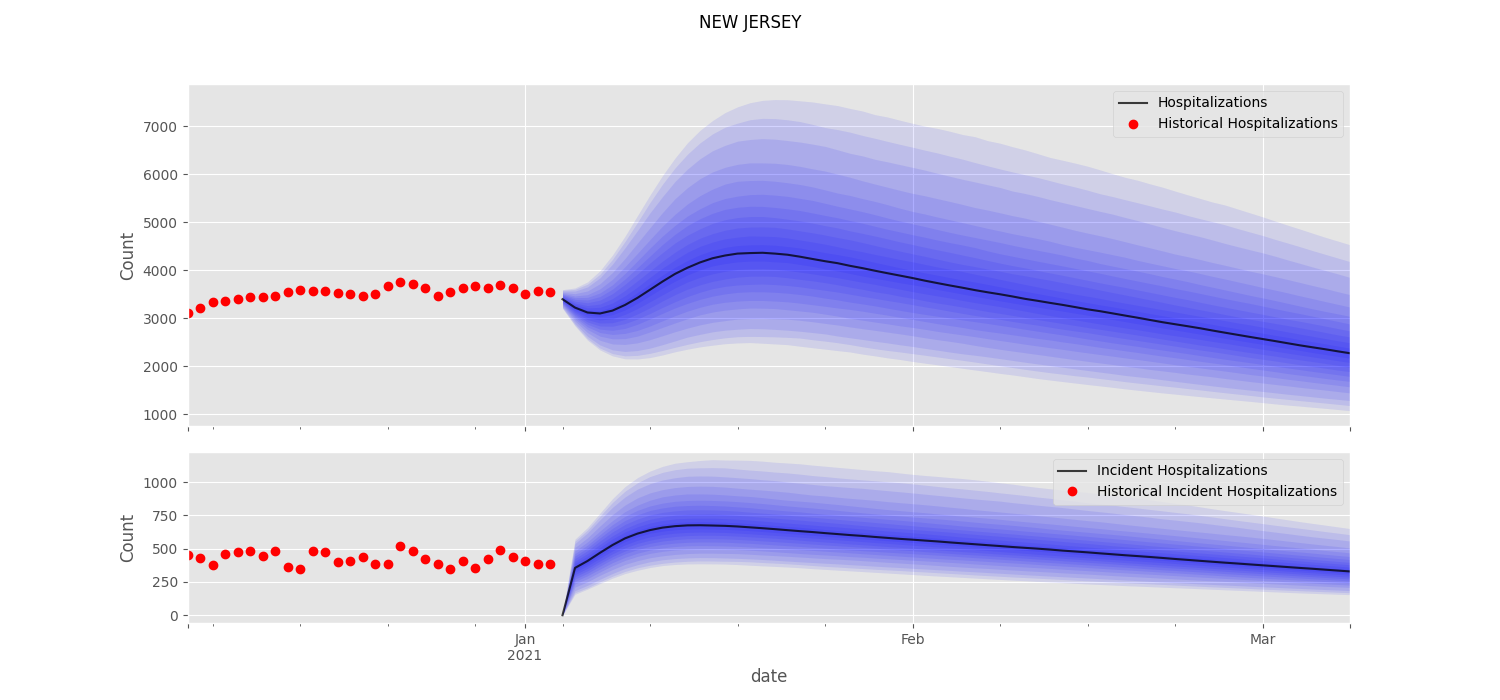 NEW JERSEY
Hospitalizations
Historical Hospitalizations
Count
7000
6000
5000
4000
3000
2000
1000
Incident Hospitalizations
Historical Incident Hospitalizations
Count
1000
750
500
250
0
Jan
2021
Feb
Mar
date